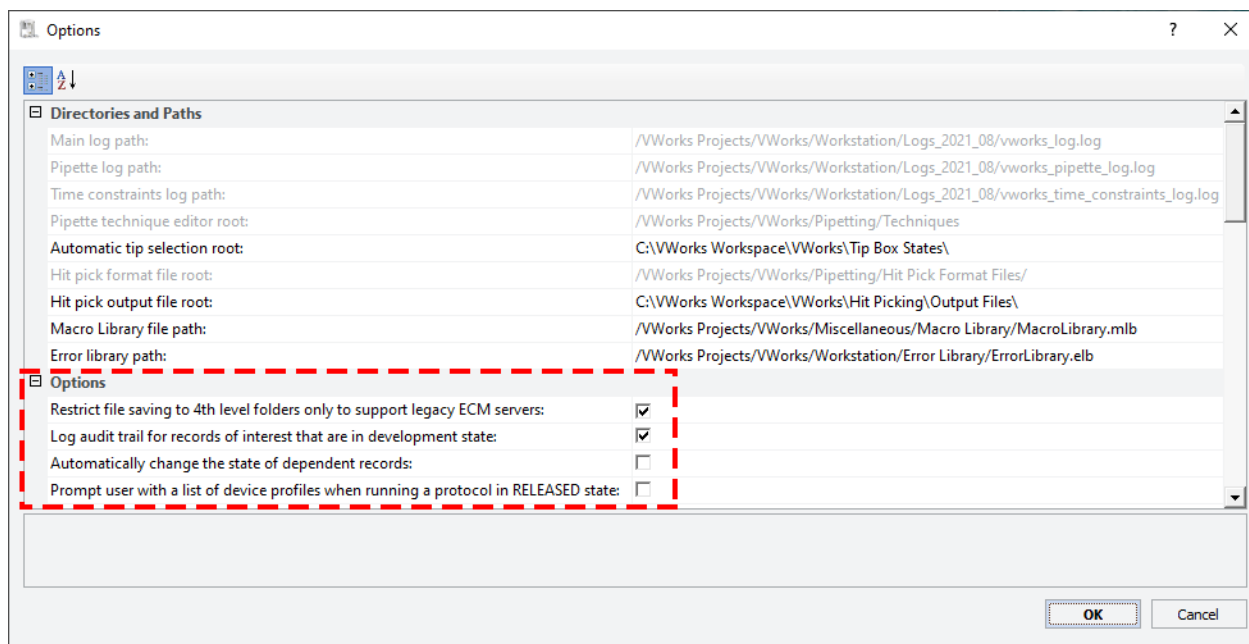 Options ?
A
Z
Directories and Paths
Main log path: /VWorks Projects/VWorks/Workstation/Logs_2021_08/vworks_log.log
Pipette log path: /VWorks Projects/VWorks/Workstation/Logs_2021_08/vworks_pipette_log.log
Time constraints log path: /VWorks Projects/VWorks/Workstation/Logs_2021_08/vworks_time_constraints_log.log
Pipette technique editor root: /VWorks Projects/VWorks/Pipetting/Techniques
Automatic tip selection root: C:\VWorks Workspace\VWorks\Tip Box States\
Hit pick format file root: /VWorks Projects/VWorks/Pipetting/Hit Pick Format Files/
Hit pick output file root: C:\VWorks Workspace\VWorks\Hit Picking\Output Files\
Macro Library file path: /VWorks Projects/VWorks/Miscellaneous/Macro Library/MacroLibrary.mlb
Error library path: /VWorks Projects/VWorks/Workstation/Error Library/ErrorLibrary.elb
Options
Restrict file saving to 4th level folders only to support legacy ECM servers:
Log audit trail for records of interest that are in development state:
Automatically change the state of dependent records:
Prompt user with a list of device profiles when running a protocol in RELEASED state:
OK Cancel